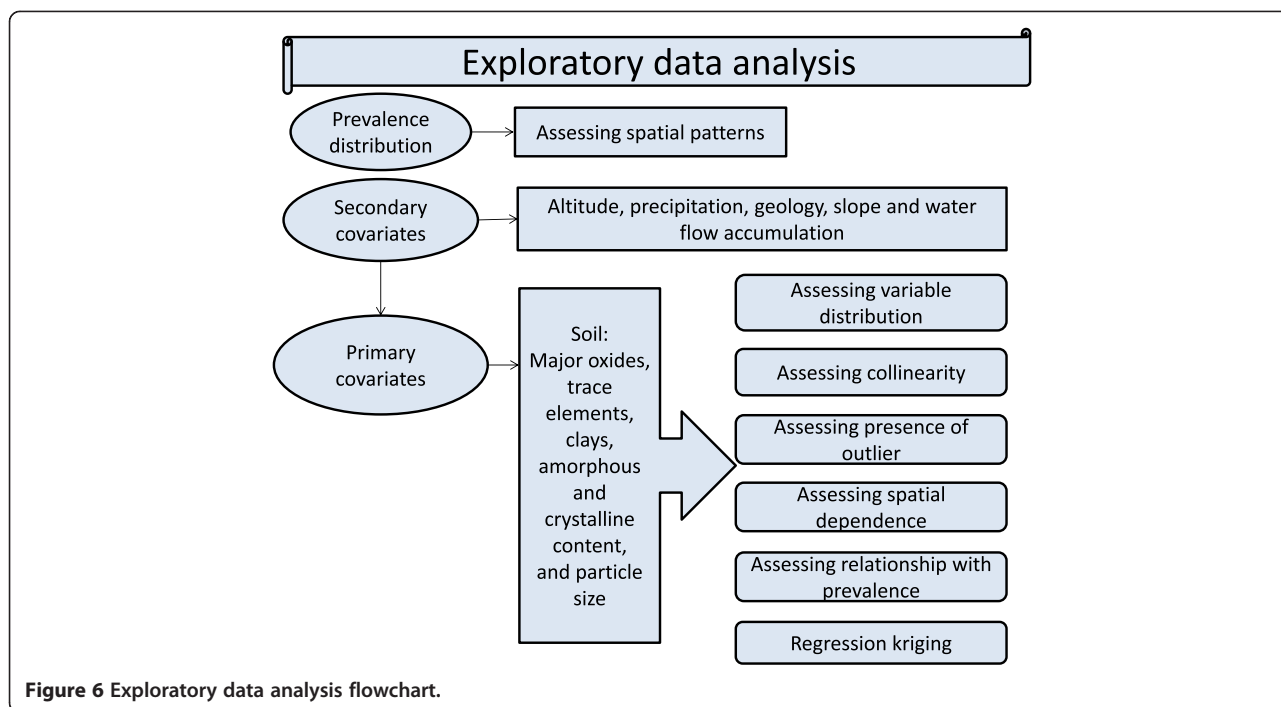 Exploratory data analysis
Prevalence
distribution
Assessing spatial patterns
Secondary
covariates
Altitude, precipitation, geology, slope and water
flow accumulation
Primary
covariates
Soil:
Major oxides,
trace
elements,
clays,
amorphous
and
crystalline
content,
and particle
size
Assessing variable
distribution
Assessing collinearity
Assessing presence of
outlier
Assessing spatial
dependence
Assessing relationship with
prevalence
Regression kriging
Figure 6 Exploratory data analysis flowchart.